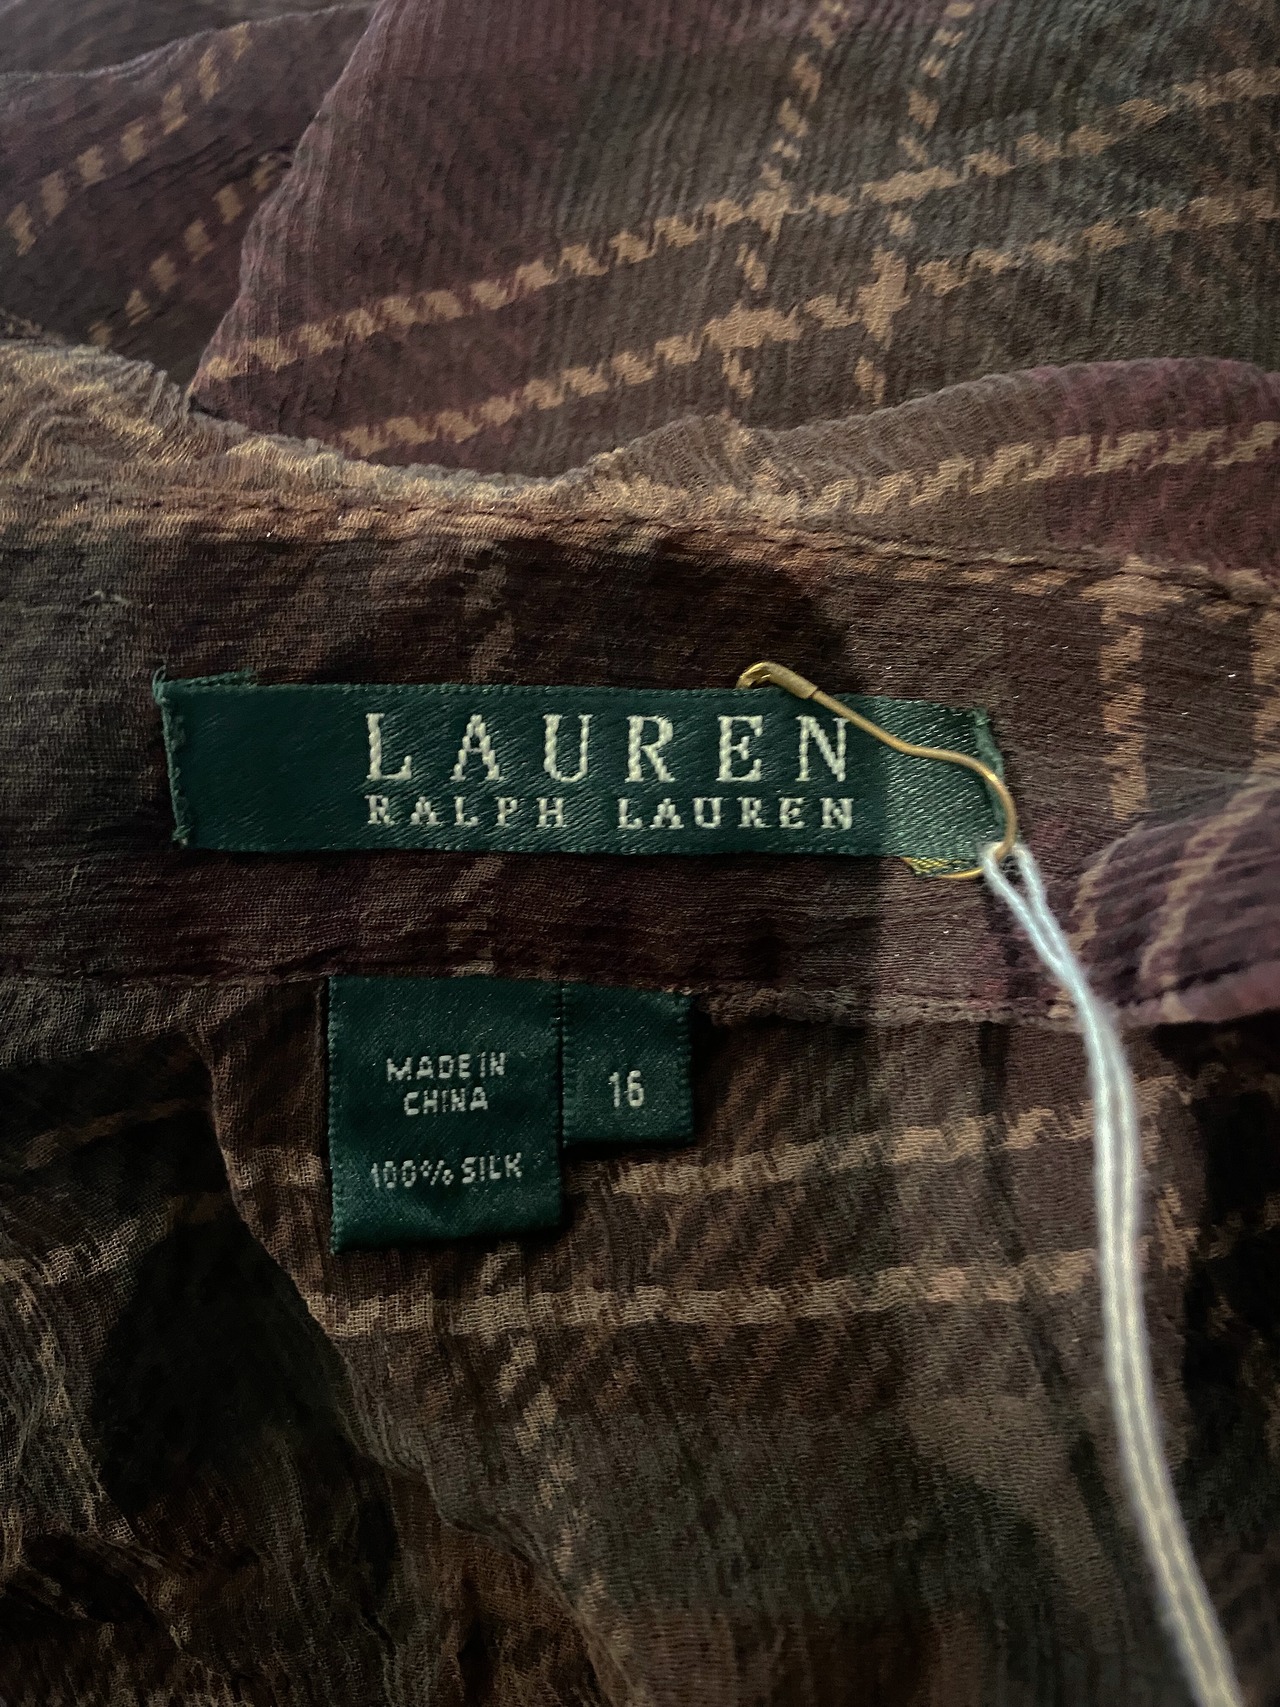 LAUREN
RALPH LAUREN
MADE IN
CHINA
100% SILK
16